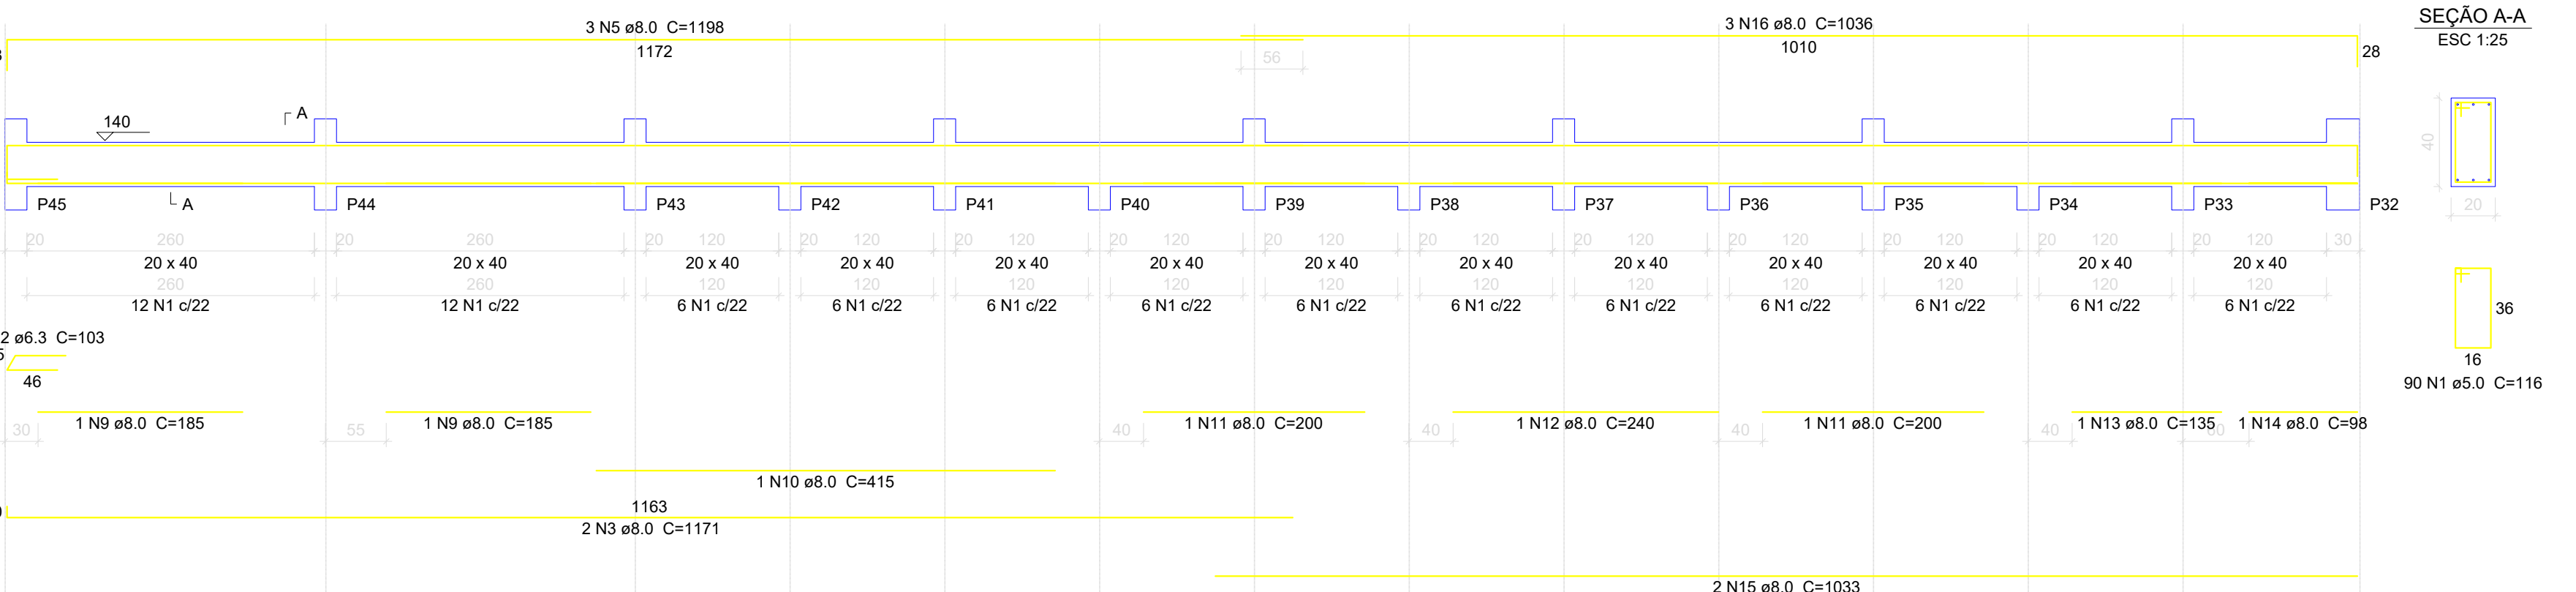 3 N5 ø8.0 C=1198
1172
3 N16 ø8.0 C=1036
1010
28
56
SEÇÃO A-A
ESC 1:25
140
A
A
40
20
P45 P44 P43 P42 P41 P40 P39 P38 P37 P36 P35 P34 P33 P32
20 260 20 260 20 120 20 120 20 120 20 120 20 120 20 120 20 120 20 120 20 120 20 120 20 120 30
20 x 40 20 x 40 20 x 40 20 x 40 20 x 40 20 x 40 20 x 40 20 x 40 20 x 40 20 x 40 20 x 40 20 x 40 20 x 40
260 260 120 120 120 120 120 120 120 120 120 120 120
12 N1 c/22 12 N1 c/22 6 N1 c/22 6 N1 c/22 6 N1 c/22 6 N1 c/22 6 N1 c/22 6 N1 c/22 6 N1 c/22 6 N1 c/22 6 N1 c/22 6 N1 c/22 6 N1 c/22
36
16
90 N1 ø5.0 C=116
2 ø6.3 C=103
46
1 N9 ø8.0 C=185 1 N9 ø8.0 C=185 1 N11 ø8.0 C=200 1 N12 ø8.0 C=240 1 N11 ø8.0 C=200 1 N13 ø8.0 C=135 1 N14 ø8.0 C=98
30 55 40 40 40 40 60
1 N10 ø8.0 C=415
1163
2 N3 ø8.0 C=1171
2 N15 ø8.0 C=1033